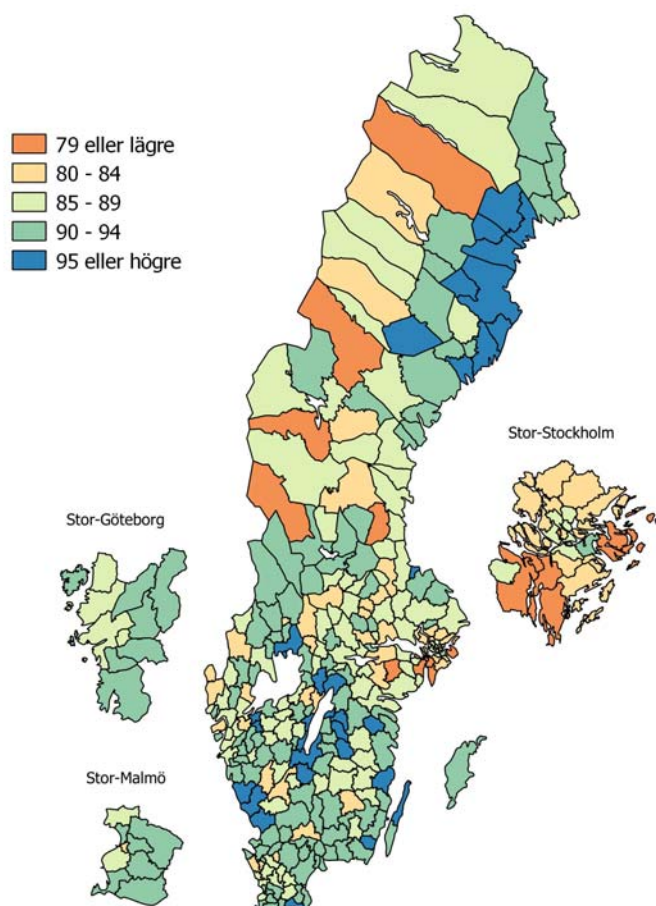 79 eller lägre
80 - 84
85 - 89
90 - 94
95 eller högre
Stor-Stockholm
Stor-Göteborg
Stor-Malmö